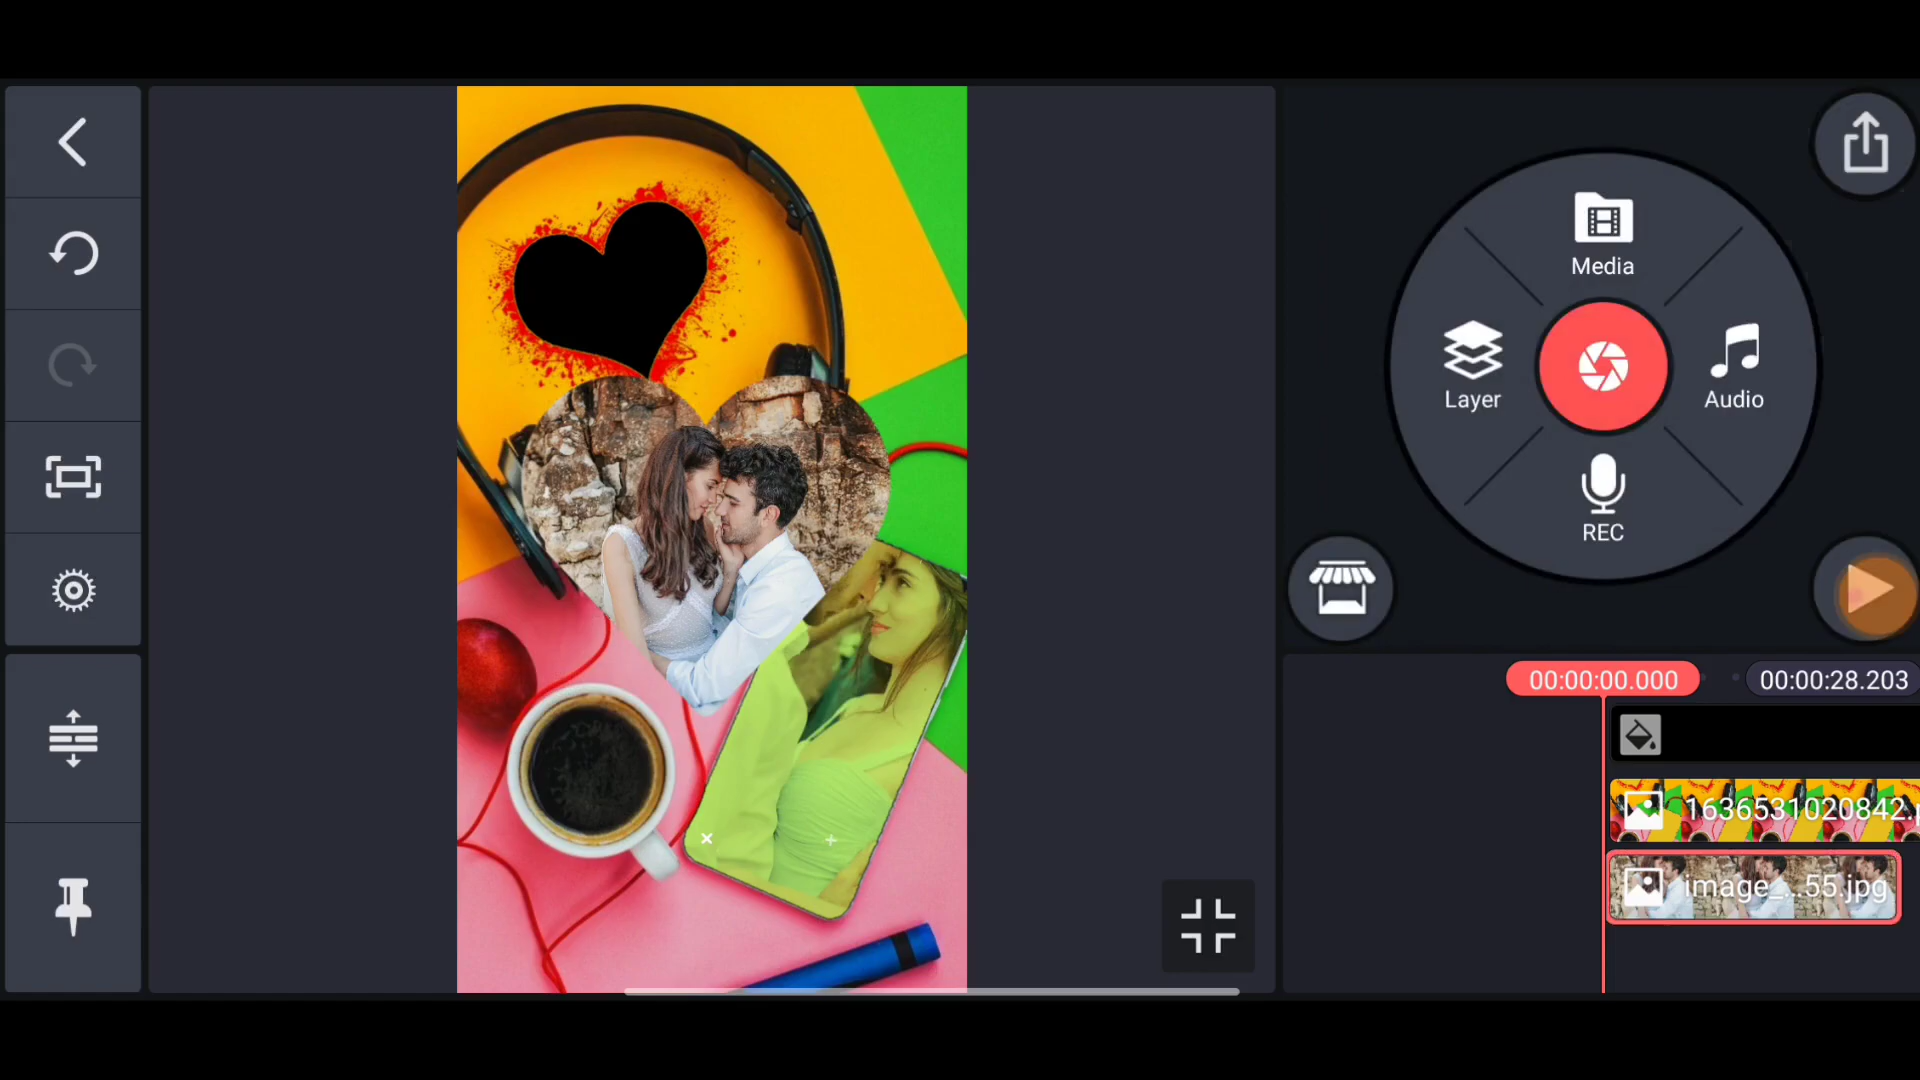 Media
Layer
Audio
REC
00:00:00.000
00:00:28.203
1636531020842.p
image_...55.jpg